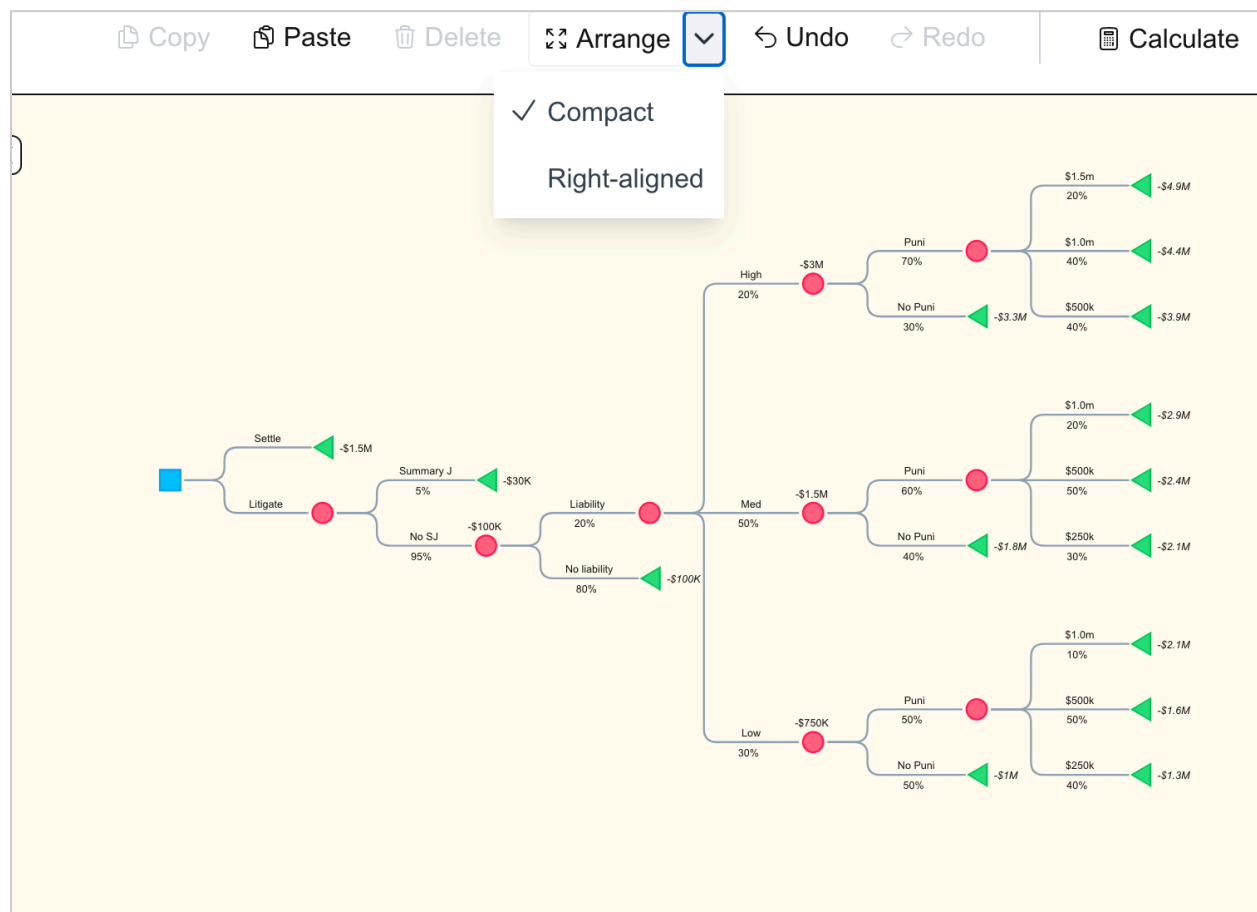 Copy Paste Delete Arrange Undo Redo Calculate
Compact
Right-aligned
$1.5m
20%
-$4.9M
$1.0m
40%
-$4.4M
$500k
40%
-$3.9M
Puni
70%
No Puni
30%
-$3.3M
-$3M
High
20%
$1.0m
20%
-$2.9M
$500k
50%
-$2.4M
$250k
30%
-$2.1M
Puni
60%
No Puni
40%
-$1.8M
-$1.5M
Med
50%
Settle
-$1.5M
Litigate
Summary J
5%
-$30K
No SJ
95%
-$100K
Liability
20%
No liability
80%
-$100K
$1.0m
10%
-$2.1M
$500k
50%
-$1.6M
$250k
40%
-$1.3M
Puni
50%
No Puni
50%
-$1M
-$750K
Low
30%